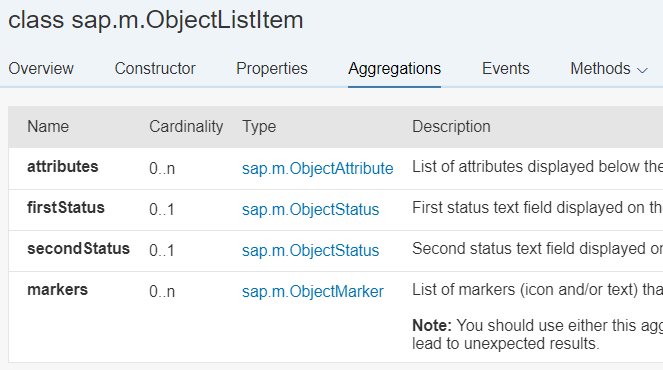 class sap.m.ObjectListItem
Overview Constructor Properties Aggregations Events Methods
Name Cardinality Type Description
attributes 0..n sap.m.ObjectAttribute List of attributes displayed below the
firstStatus 0..1 sap.m.ObjectStatus First status text field displayed on th
secondStatus 0..1 sap.m.ObjectStatus Second status text field displayed on
markers 0..n sap.m.ObjectMarker List of markers (icon and/or text) tha
Note: You should use either this agg
lead to unexpected results.